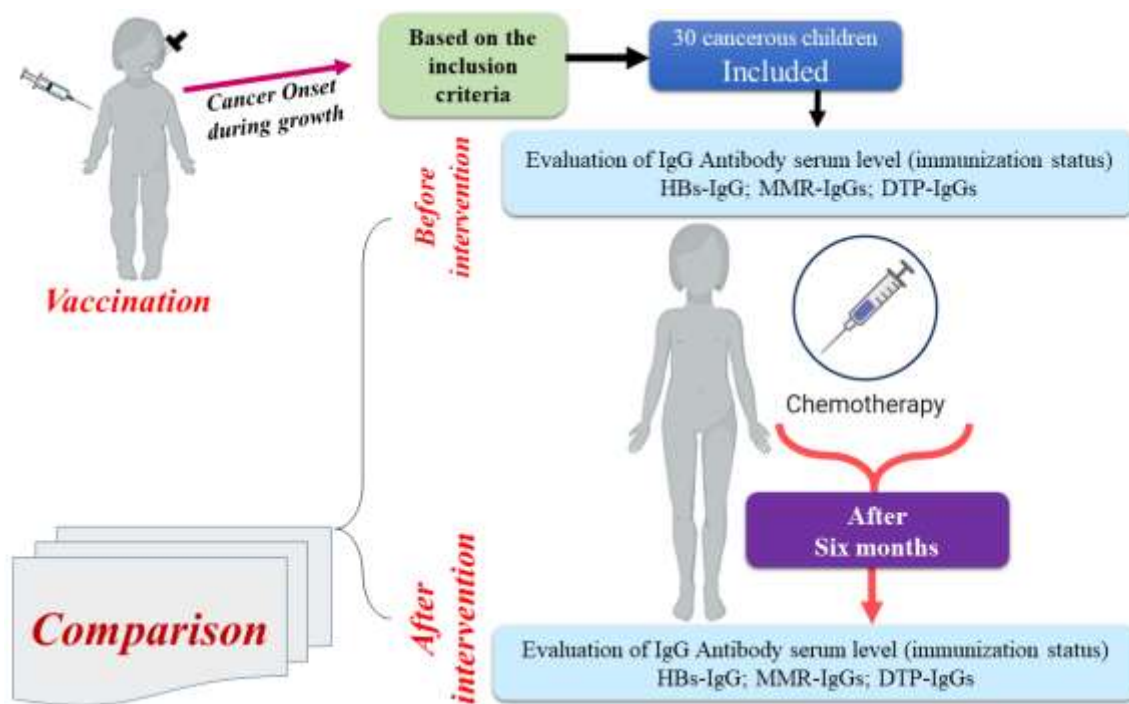 Vaccination
Cancer Onset
during growth
Based on the
inclusion
criteria
30 cancerous children
Included
Before
intervention
Evaluation of IgG Antibody serum level (immunization status)
HBs-IgG; MMR-IgGs; DTP-IgGs
Chemotherapy
After
Six months
After
intervention
Evaluation of IgG Antibody serum level (immunization status)
HBs-IgG; MMR-IgGs; DTP-IgGs
Comparison